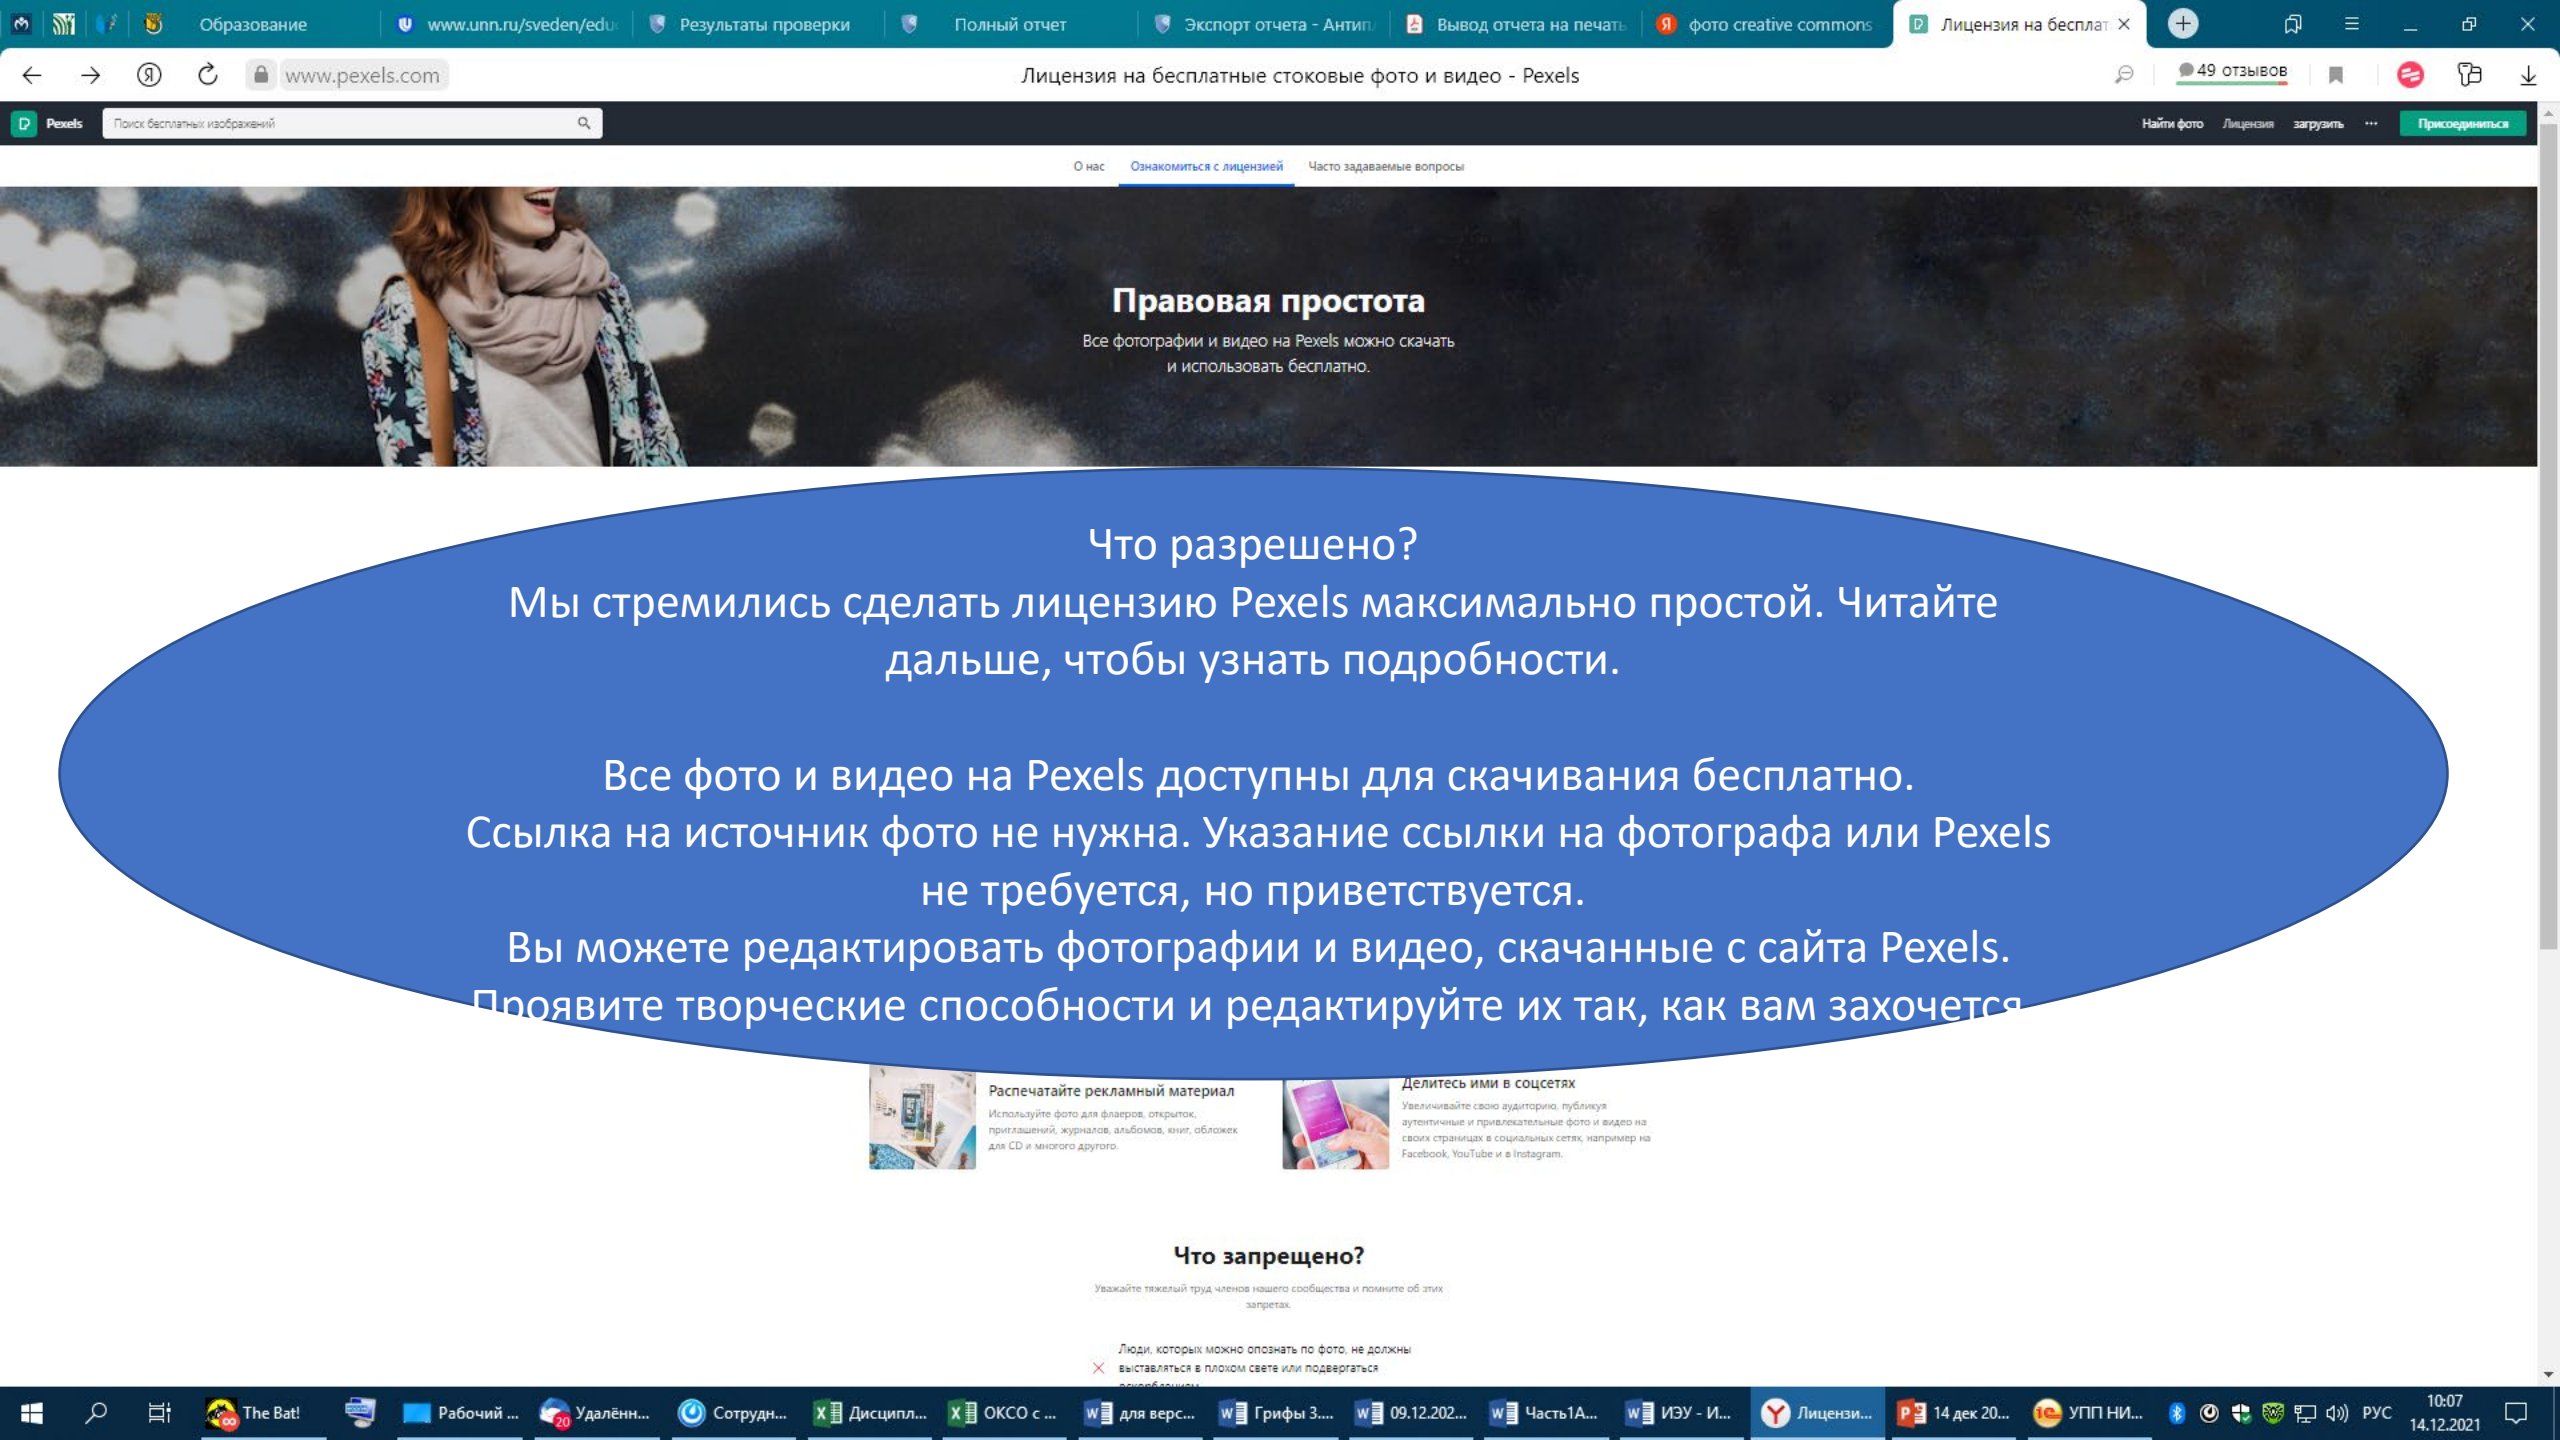 Образование
www.unn.ru/sveden/edu
Результаты проверки
Полный отчет
Экспорт отчета - Антипл
Вывод отчета на печать
фото creative commons
Лицензия на бесплат
www.pexels.com
Лицензия на бесплатные стоковые фото и видео - Pexels
49 отзывов
Pexels
Поиск бесплатных изображений
Найти фото
Лицензия
загрузить
Присоединиться
О нас
Ознакомиться с лицензией
Часто задаваемые вопросы
Правовая простота
Все фотографии и видео на Pexels можно скачать
и использовать бесплатно.
Что разрешено?
Мы стремились сделать лицензию Pexels максимально простой. Читайте
дальше, чтобы узнать подробности.
Все фото и видео на Pexels доступны для скачивания бесплатно.
Ссылка на источник фото не нужна. Указание ссылки на фотографа или Pexels
не требуется, но приветствуется.
Вы можете редактировать фотографии и видео, скачанные с сайта Pexels.
Проявите творческие способности и редактируйте их так, как вам захочется
Распечатайте рекламный материал
Используйте фото для флаеров, открыток,
приглашений, журналов, альбомов, книг, обложек
для CD и многого другого.
Делитесь ими в соцсетях
Увеличивайте свою аудиторию, публикуя
аутентичные и привлекательные фото и видео на
своих страницах в социальных сетях, например на
Facebook, YouTube и в Instagram.
Что запрещено?
Уважайте тяжелый труд членов нашего сообщества и помните об этих
запретах.
Люди, которых можно опознать по фото, не должны
выставляться в плохом свете или подвергаться
The Bat!
Рабочий ...
20
Удалённ...
Сотрудн...
Дисципл...
ОКСО с ...
для верс...
Грифы 3....
09.12.202...
Часть1А...
ИЭУ - И...
Лицензи...
14 дек 20...
УПП НИ...
РУС
10:07
14.12.2021